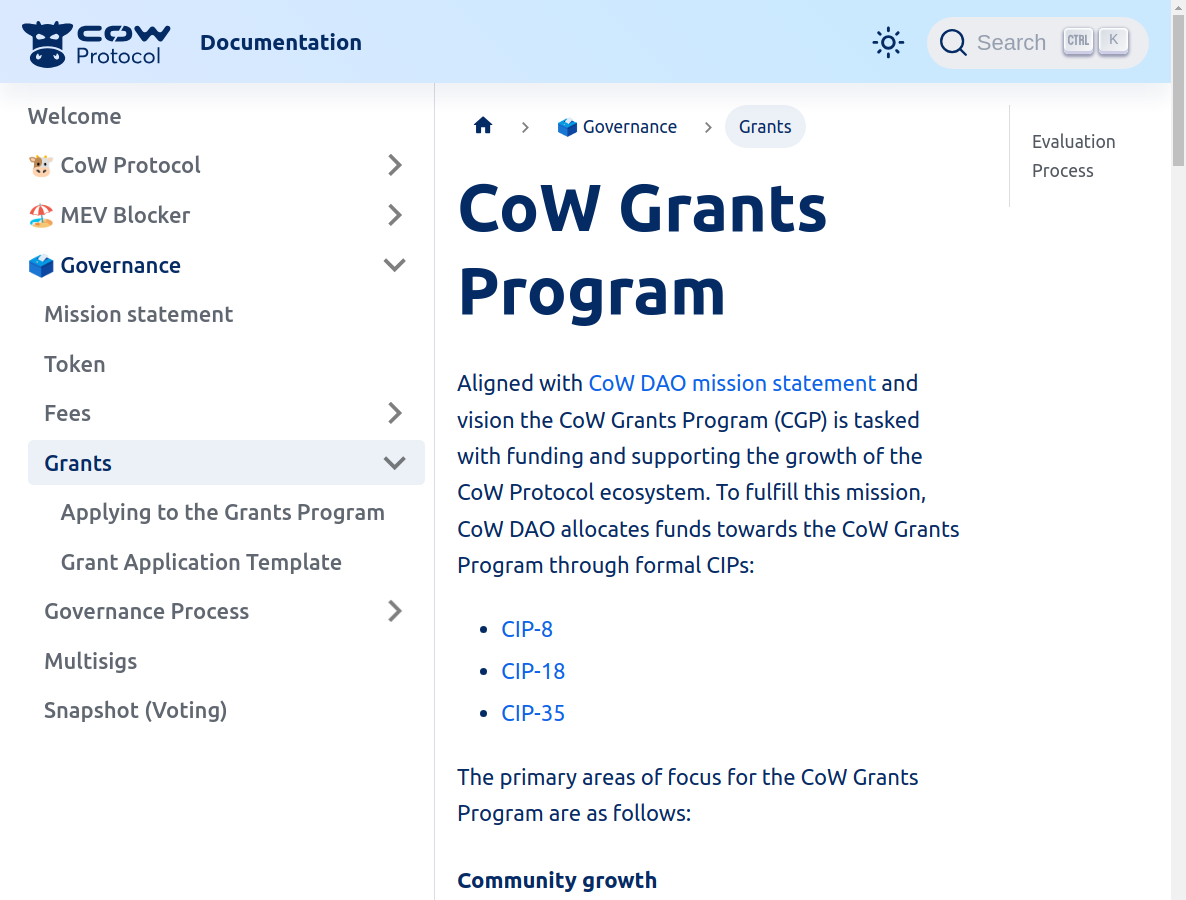 CoW Protocol
Documentation
Search
CTRL
K
Welcome
CoW Protocol
MEV Blocker
Governance
Mission statement
Token
Fees
Grants
Applying to the Grants Program
Grant Application Template
Governance Process
Multisigs
Snapshot (Voting)
Governance
Grants
CoW Grants
Program
Aligned with CoW DAO mission statement and
vision the CoW Grants Program (CGP) is tasked
with funding and supporting the growth of the
CoW Protocol ecosystem. To fulfill this mission,
CoW DAO allocates funds towards the CoW Grants
Program through formal CIPs:
CIP-8
CIP-18
CIP-35
The primary areas of focus for the CoW Grants
Program are as follows:
Community growth
Evaluation
Process